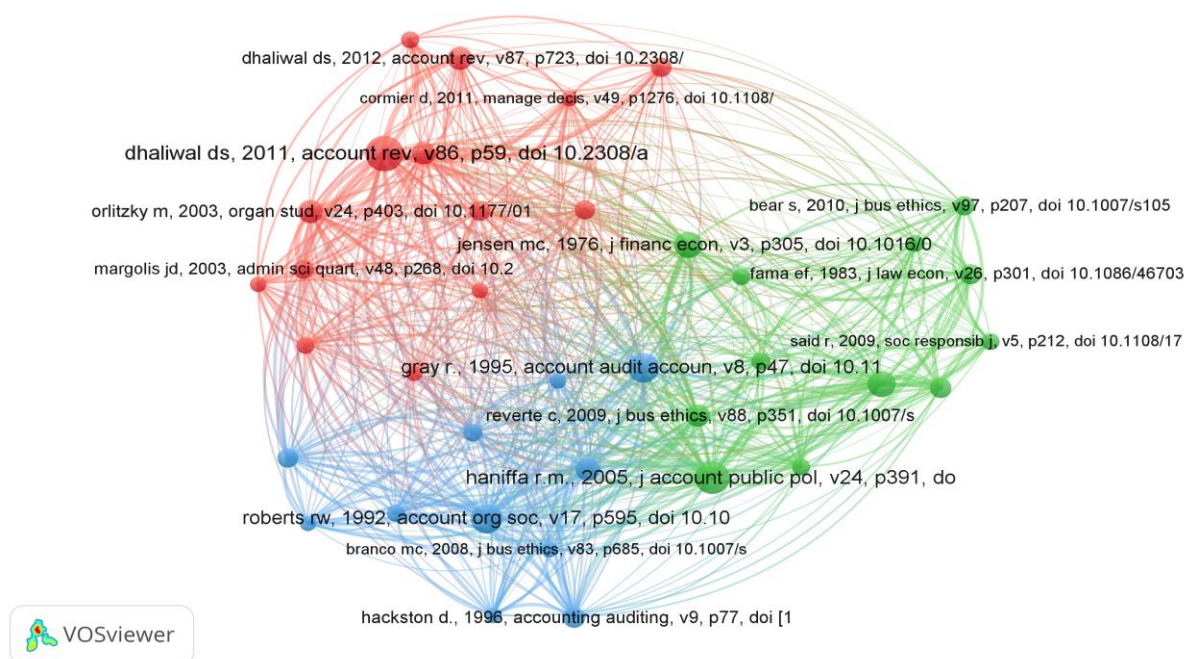 dhaliwal ds, 2012, account rev, v87, p723, doi 10.2308/
cormier d, 2011, manage decis, v49, p1276, doi 10.1108/
dhaliwal ds, 2011, account rev, v86, p59, doi 10.2308/a
bear s, 2010, j bus ethics, v97, p207, doi 10.1007/s105
orlitzky m, 2003, organ stud, v24, p403, doi 10.1177/01
jensen mc, 1976, j financ econ, v3, p305, doi 10.1016/0
margolis jd, 2003, admin sci quart, v48, p268, doi 10.2
fama ef, 1983, j law econ, v26, p301, doi 10.1086/46703
said r, 2009, soc responsib j, v5, p212, doi 10.1108/17
gray r., 1995, account audit accoun, v8, p47, doi 10.11
reverte c, 2009, j bus ethics, v88, p351, doi 10.1007/s
haniffa r.m., 2005, j account public pol, v24, p391, do
roberts rw, 1992, account org soc, v17, p595, doi 10.10
branco mc, 2008, j bus ethics, v83, p685, doi 10.1007/s
hackston d., 1996, accounting auditing, v9, p77, doi [1
VOSviewer